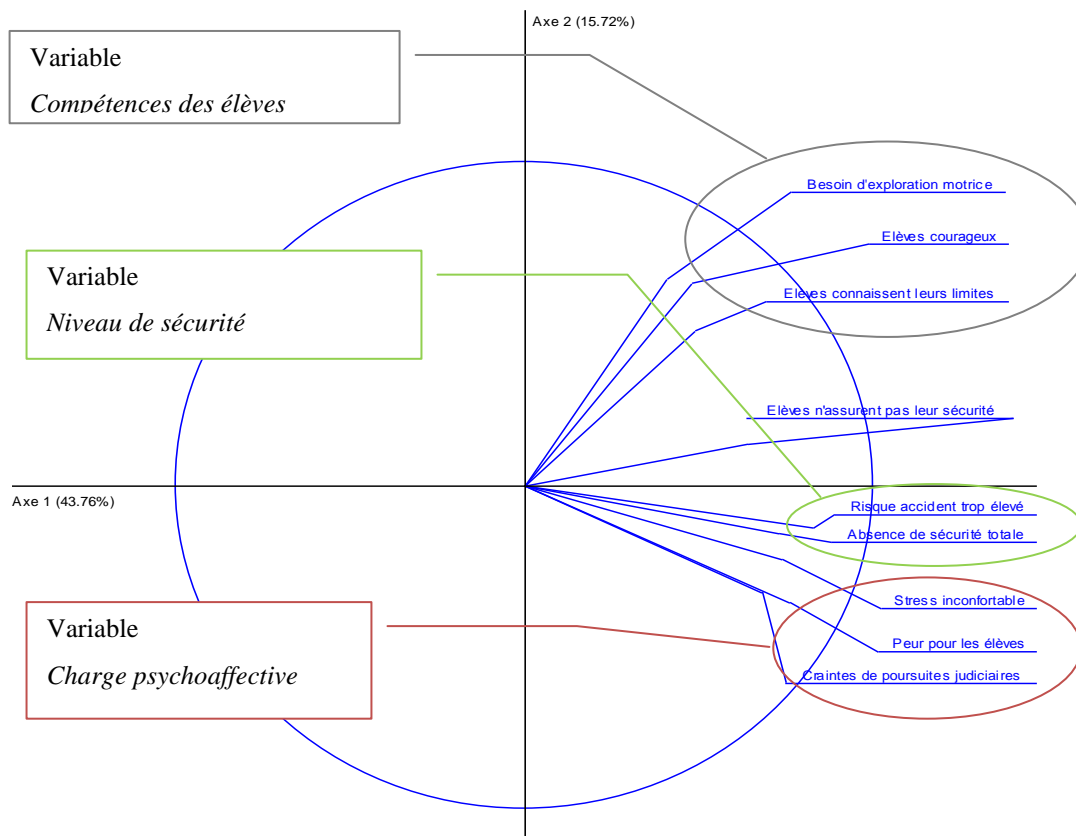 Axe 2 (15.72%)
Variable
Compétences des élèves
Besoin d'exploration motrice
Elèves courageux
Variable
Niveau de sécurité
Elèves connaissent leurs limites
Elèves n'assurent pas leur sécurité
Axe 1 (43.76%)
Risque accident trop élevé
Absence de sécurité totale
Stress inconfortable
Variable
Charge psychoaffective
Peur pour les élèves
Craintes de poursuites judiciaires